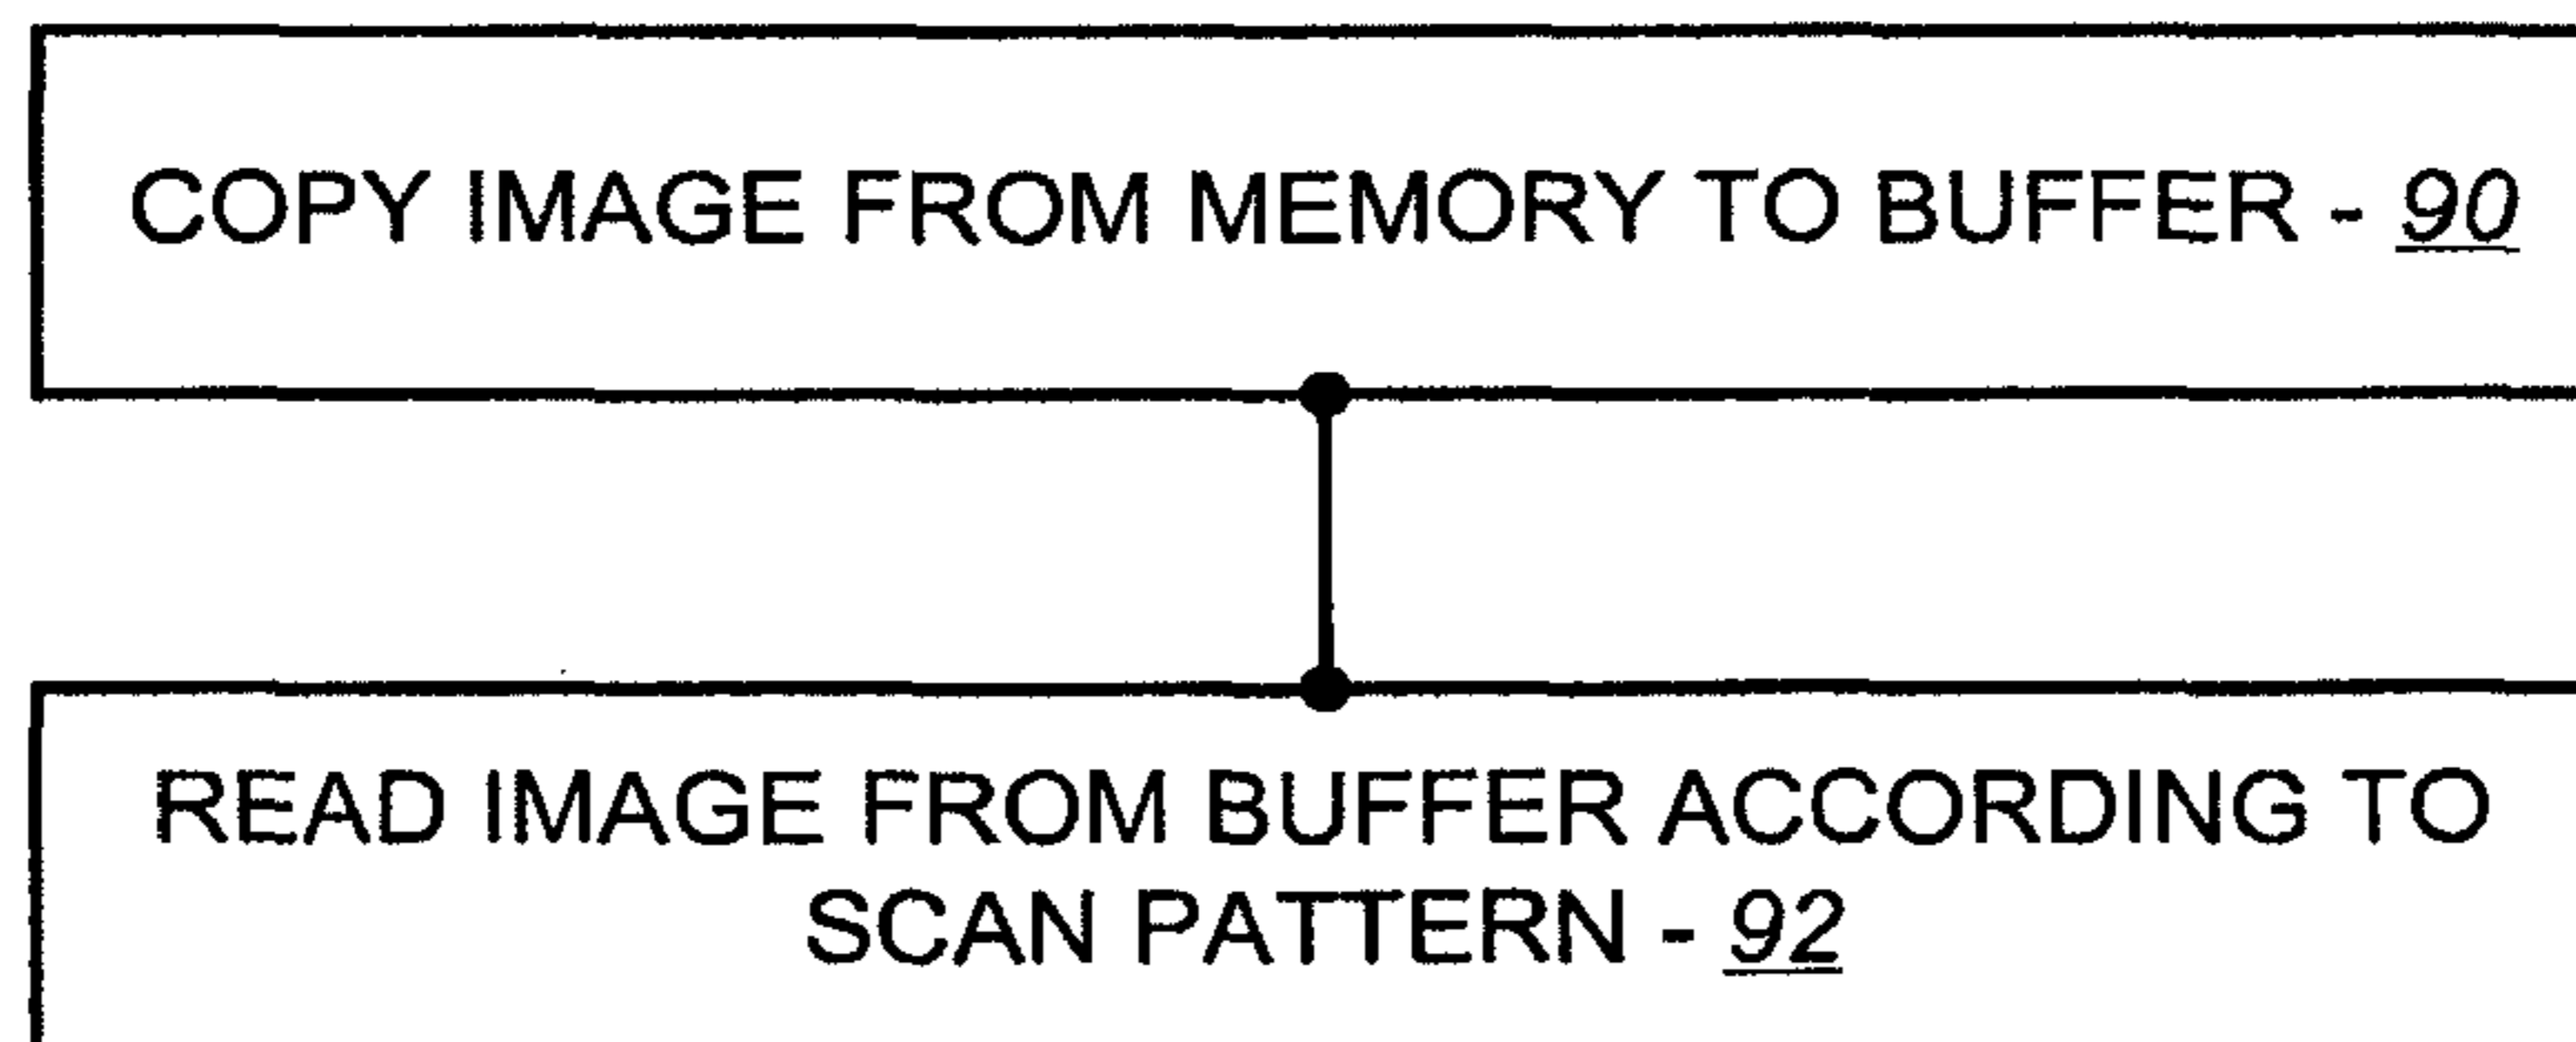 COPY IMAGE FROM MEMORY TO BUFFER - 90
READ IMAGE FROM BUFFER ACCORDING TO
SCAN PATTERN - 92